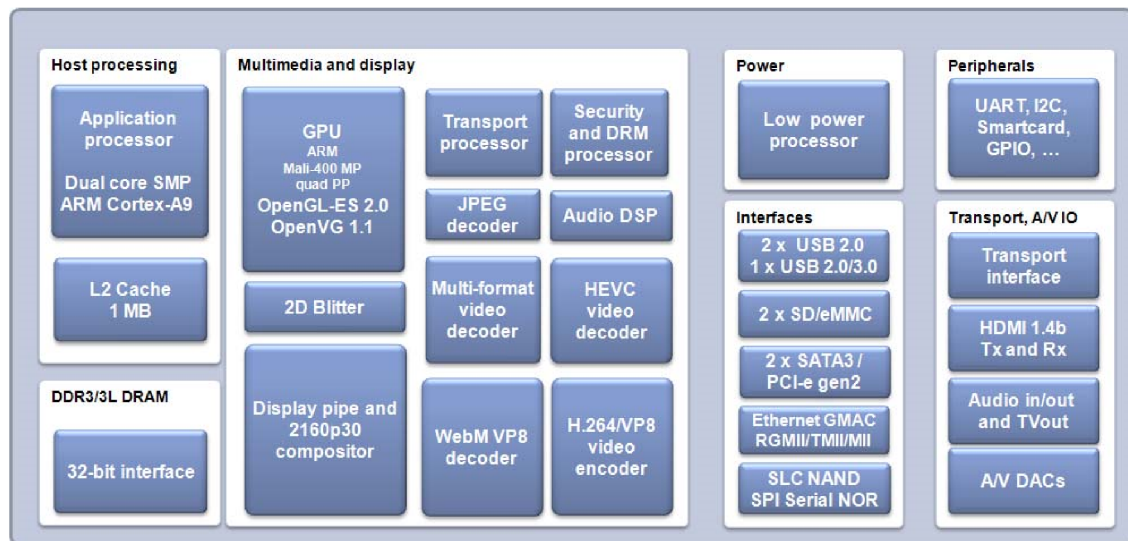 Host processing
Application
processor
Dual core SMP
ARM Cortex-A9
L2 Cache
1 MB
DDR3/3L DRAM
32-bit interface
Multimedia and display
GPU
ARM
Mali-400 MP
quad PP
OpenGL-ES 2.0
OpenVG 1.1
2D Blitter
Display pipe and
2160p30
compositor
Transport
processor
Security
and DRM
processor
JPEG
decoder
Audio DSP
Multi-format
video
decoder
HEVC
video
decoder
WebM VP8
decoder
H.264/VP8
video
encoder
Power
Low power
processor
Interfaces
2 x USB 2.0
1 x USB 2.0/3.0
2 x SD/eMMC
2 x SATA3 /
PCI-e gen2
Ethernet GMAC
RGMII/TMII/MII
SLC NAND
SPI Serial NOR
Peripherals
UART, I2C,
Smartcard,
GPIO, ...
Transport, A/V IO
Transport
interface
HDMI 1.4b
Tx and Rx
Audio in/out
and TVout
A/V DACs